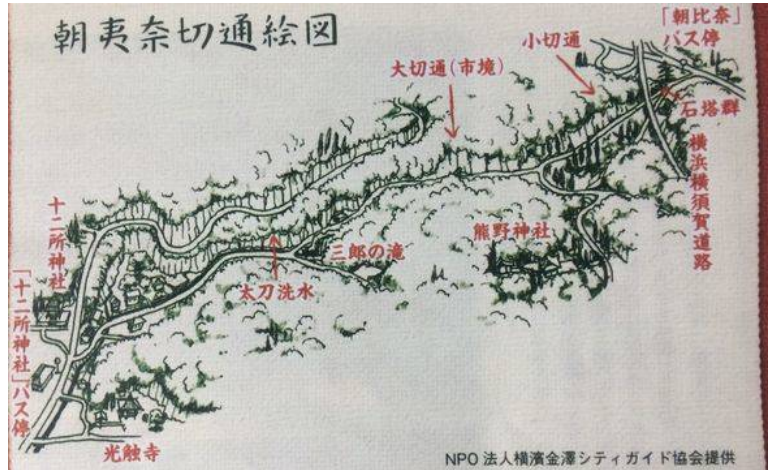 朝夷奈切通絵図
「朝比奈」
バス停
小切通
大切通(市境)
石塔群
横浜横須賀道路
熊野神社
三郎の滝
太刀洗水
十二所神社
「十二所神社」バス停
光触寺
NPO法人横濱金澤シティガイド協会提供